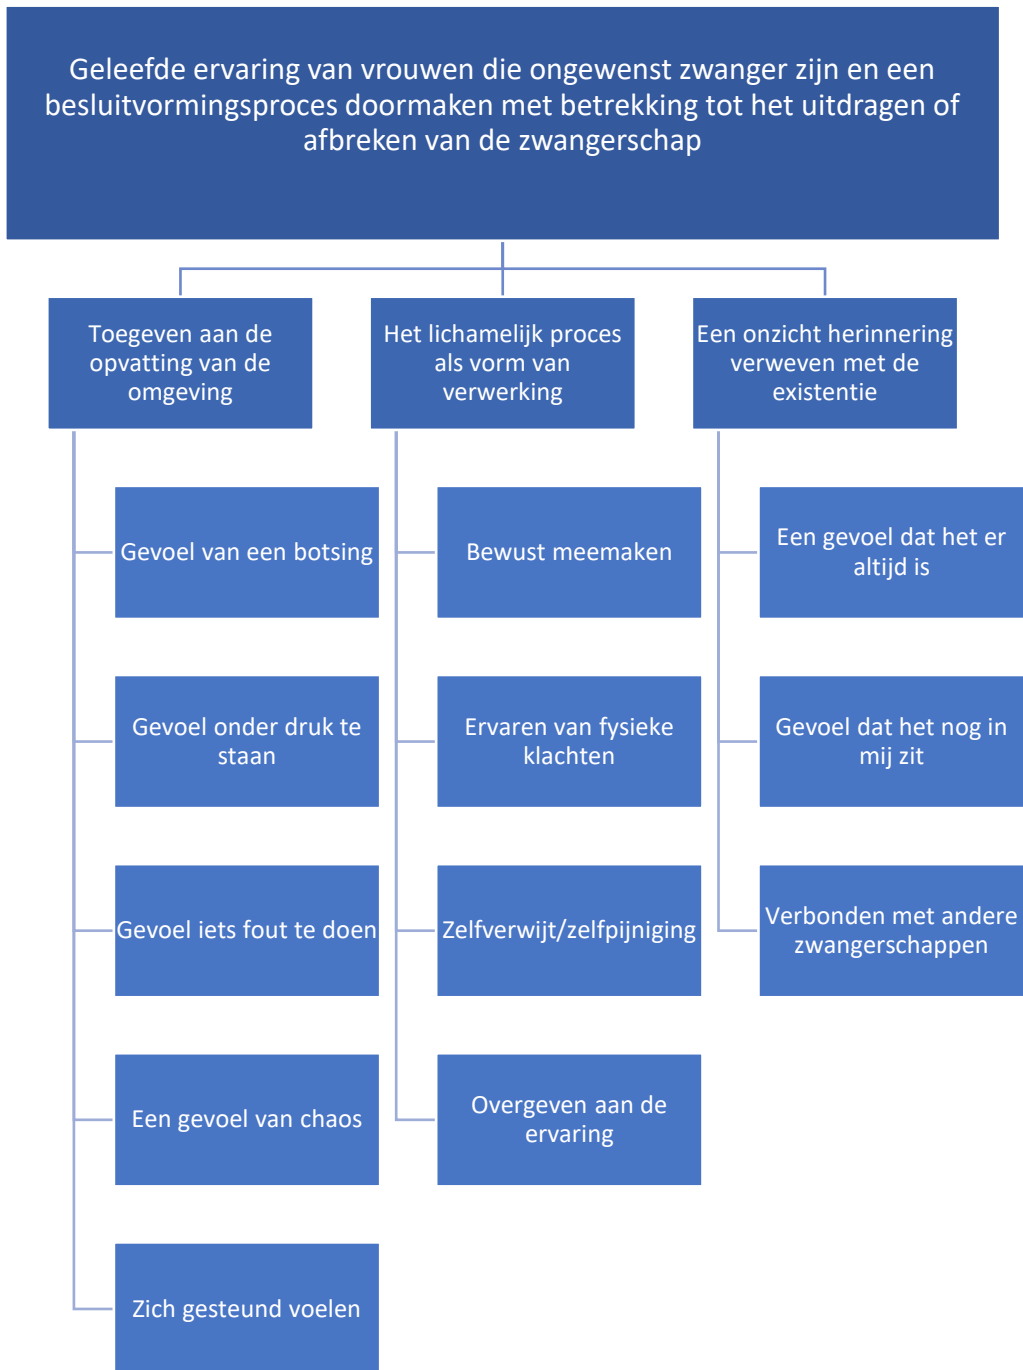 Geleefde ervaring van vrouwen die ongewenst zwanger zijn en een
besluitvormingsproces doormaken met betrekking tot het uitdragen of
afbreken van de zwangerschap
Toegeven aan de
opvatting van de
omgeving
Gevoel van een botsing
Gevoel onder druk te
staan
Gevoel iets fout te doen
Een gevoel van chaos
Zich gesteund voelen
Het lichamelijk proces
als vorm van
verwerking
Bewust meemaken
Ervaren van fysieke
klachten
Zelfverwijt/zelfpijniging
Overgeven aan de
ervaring
Een onzicht herinnering
verweven met de
existentie
Een gevoel dat het er
altijd is
Gevoel dat het nog in
mij zit
Verbonden met andere
zwangerschappen